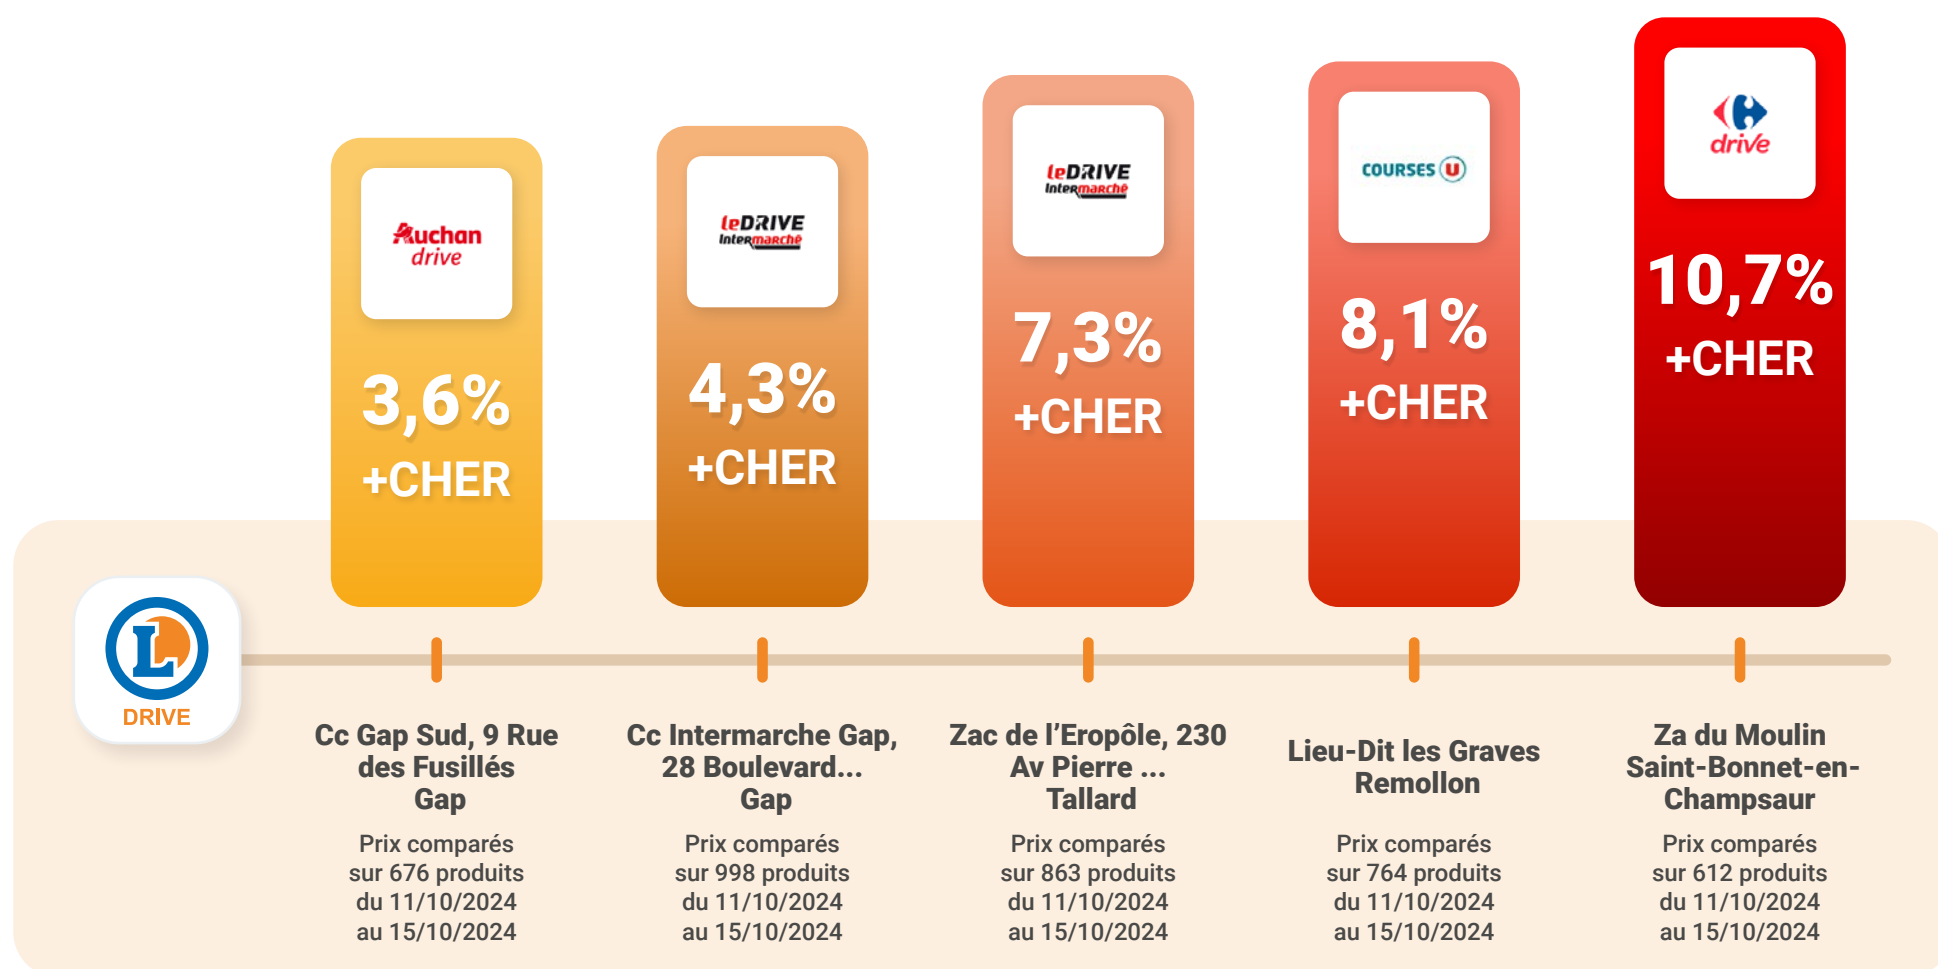 Auchan
drive
3,6%
+CHER
leDRIVE
Intermarché
4,3%
+CHER
leDRIVE
Intermarché
7,3%
+CHER
COURSES U
8,1%
+CHER
drive
10,7%
+CHER
L
DRIVE
Cc Gap Sud, 9 Rue
des Fusillés
Gap
Prix comparés
sur 676 produits
du 11/10/2024
au 15/10/2024
Cc Intermarche Gap,
28 Boulevard...
Gap
Prix comparés
sur 998 produits
du 11/10/2024
au 15/10/2024
Zac de l'Eropôle, 230
Av Pierre ...
Tallard
Prix comparés
sur 863 produits
du 11/10/2024
au 15/10/2024
Lieu-Dit les Graves
Remollon
Prix comparés
sur 764 produits
du 11/10/2024
au 15/10/2024
Za du Moulin
Saint-Bonnet-en-
Champsaur
Prix comparés
sur 612 produits
du 11/10/2024
au 15/10/2024